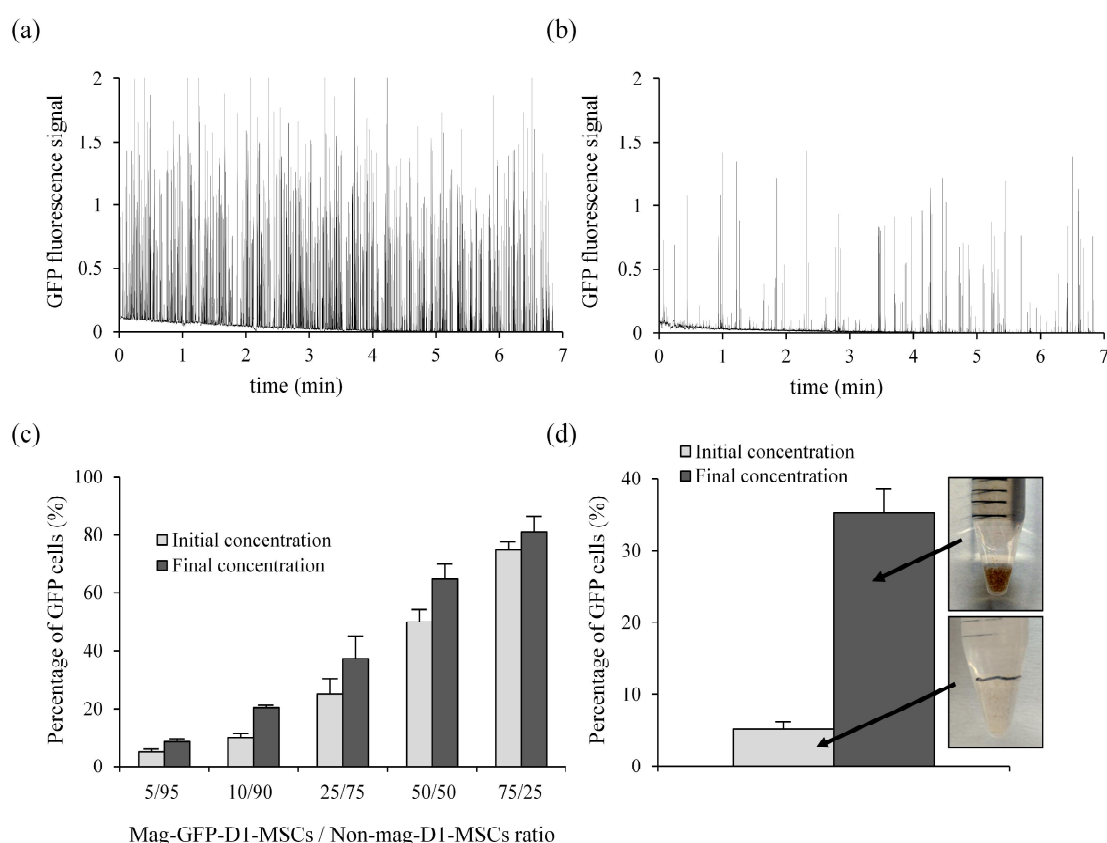 (a)
(b)
GFP fluorescence signal
2
1.5
1
0.5
0
0 1 2 3 4 5 6 7
time (min)
GFP fluorescence signal
2
1.5
1
0.5
0
0 1 2 3 4 5 6 7
time (min)
(c)
(d)
Percentage of GFP cells (%)
100
80
60
40
20
0
Initial concentration
Final concentration
5/95 10/90 25/75 50/50 75/25
Mag-GFP-D1-MSCs / Non-mag-D1-MSCs ratio
Initial concentration
Final concentration
Percentage of GFP cells (%)
40
30
20
10
0